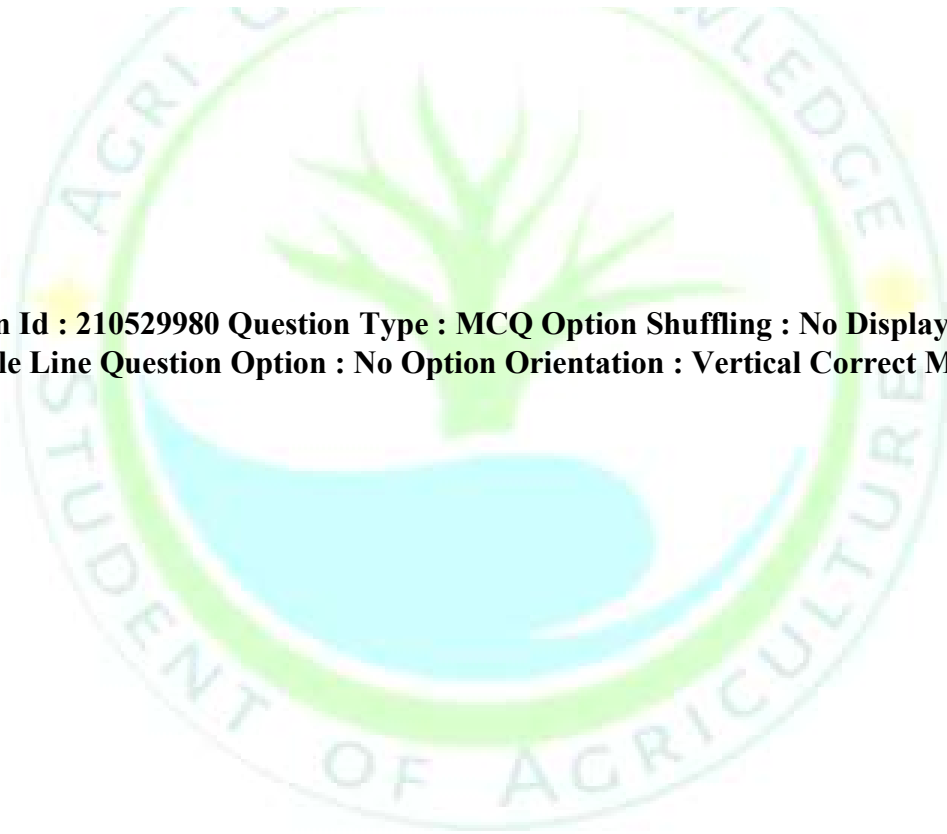 AGRI
n Id : 210529980 Question Type : MCQ Option Shuffling : No Display
le Line Question Option : No Option Orientation : Vertical Correct M
STUDENT OF AGRICULTURE